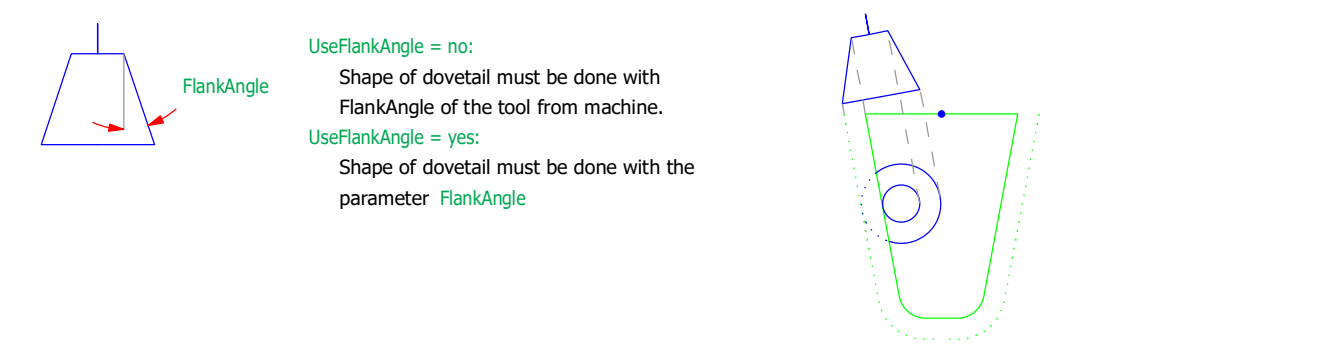 FlankAngle
UseFlankAngle = no:
Shape of dovetail must be done with
FlankAngle of the tool from machine.
UseFlankAngle = yes:
Shape of dovetail must be done with the
parameter FlankAngle